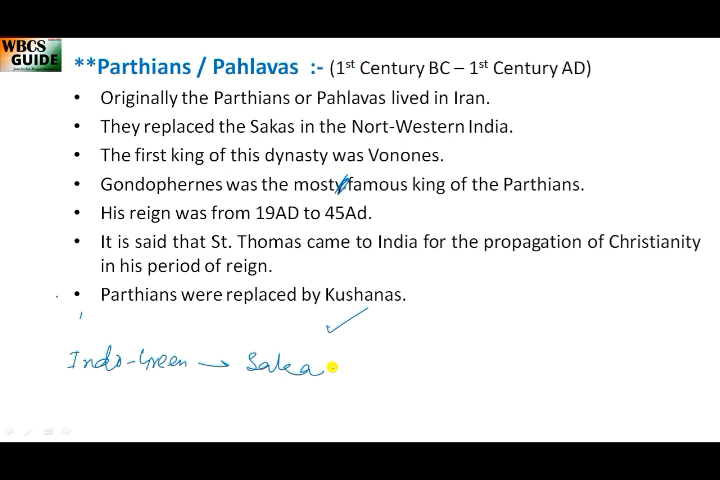 WBCS
GUIDE
**Parthians / Pahlavas :- (1st Century BC – 1st Century AD)
• Originally the Parthians or Pahlavas lived in Iran.
• They replaced the Sakas in the Nort-Western India.
• The first king of this dynasty was Vonones.
• Gondophernes was the mosty famous king of the Parthians.
• His reign was from 19AD to 45Ad.
• It is said that St. Thomas came to India for the propagation of Christianity
in his period of reign.
• Parthians were replaced by Kushanas.
Indo-Green → Saka